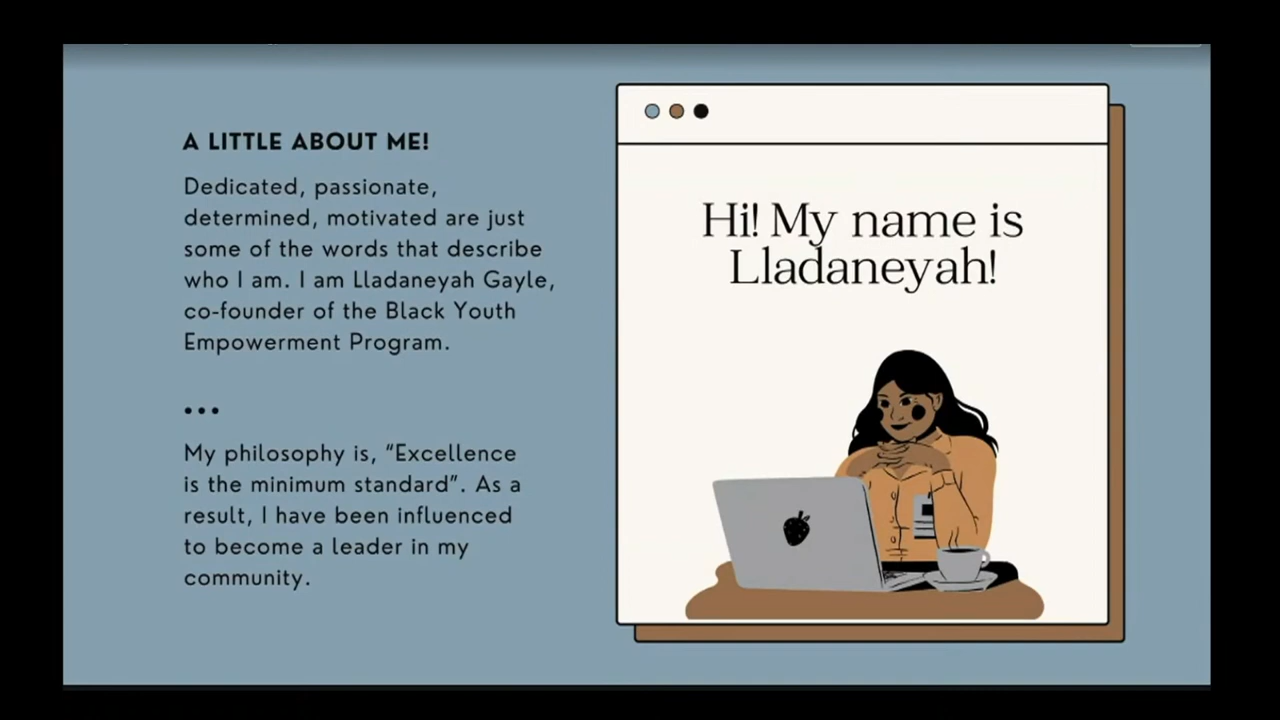 A LITTLE ABOUT ME!
Dedicated, passionate,
determined, motivated are just
some of the words that describe
who I am. I am Lladaneyah Gayle,
co-founder of the Black Youth
Empowerment Program.
•••
My philosophy is, “Excellence
is the minimum standard”. As a
result, I have been influenced
to become a leader in my
community.
Hi! My name is
Lladaneyah!